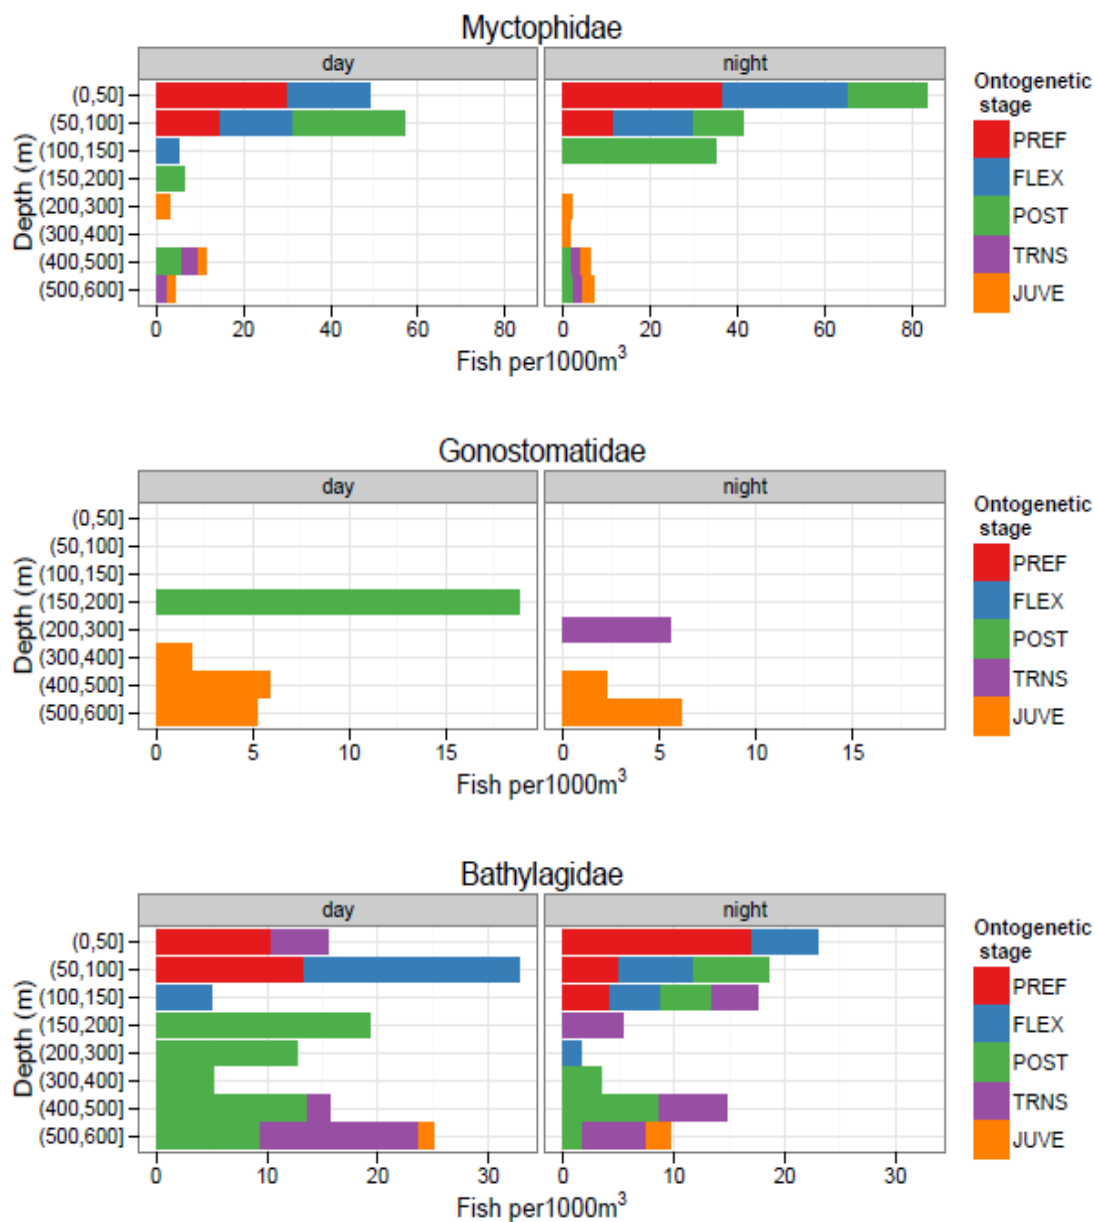 Myctophidae
day
night
Depth (m)
(0,50]
(50,100]
(100,150]
(150,200]
(200,300]
(300,400]
(400,500]
(500,600]
0 20 40 60 80
0 20 40 60 80
Fish per1000m³
Ontogenetic
stage
PREF
FLEX
POST
TRNS
JUVE
Gonostomatidae
day
night
Depth (m)
(0,50]
(50,100]
(100,150]
(150,200]
(200,300]
(300,400]
(400,500]
(500,600]
0 5 10 15
0 5 10 15
Fish per1000m³
Ontogenetic
stage
PREF
FLEX
POST
TRNS
JUVE
Bathylagidae
day
night
Depth (m)
(0,50]
(50,100]
(100,150]
(150,200]
(200,300]
(300,400]
(400,500]
(500,600]
0 10 20 30
0 10 20 30
Fish per1000m³
Ontogenetic
stage
PREF
FLEX
POST
TRNS
JUVE